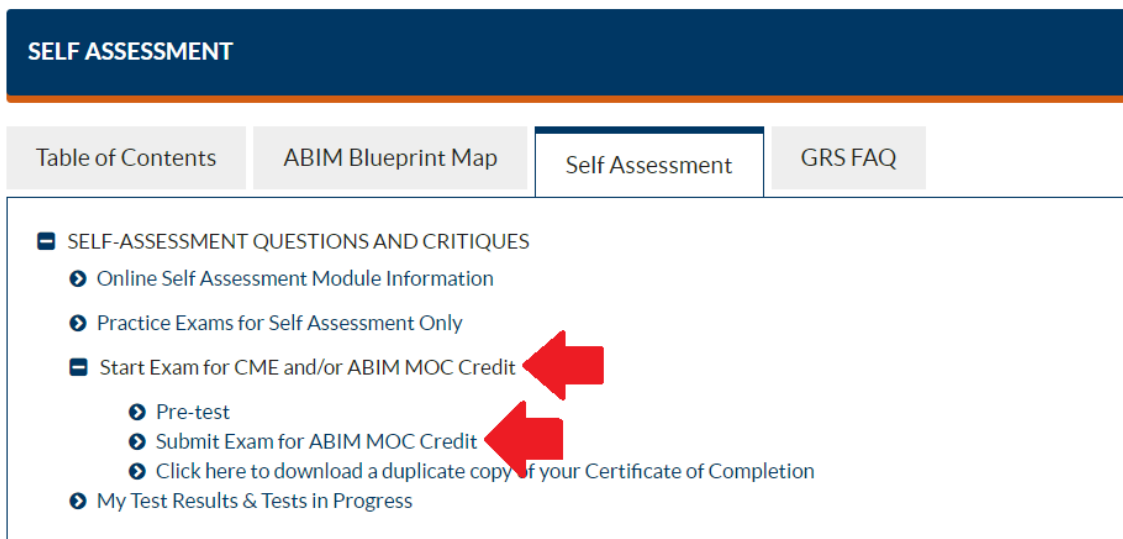 SELF ASSESSMENT
Table of Contents
ABIM Blueprint Map
Self Assessment
GRS FAQ
SELF-ASSESSMENT QUESTIONS AND CRITIQUES
Online Self Assessment Module Information
Practice Exams for Self Assessment Only
Start Exam for CME and/or ABIM MOC Credit
Pre-test
Submit Exam for ABIM MOC Credit
Click here to download a duplicate copy of your Certificate of Completion
My Test Results & Tests in Progress